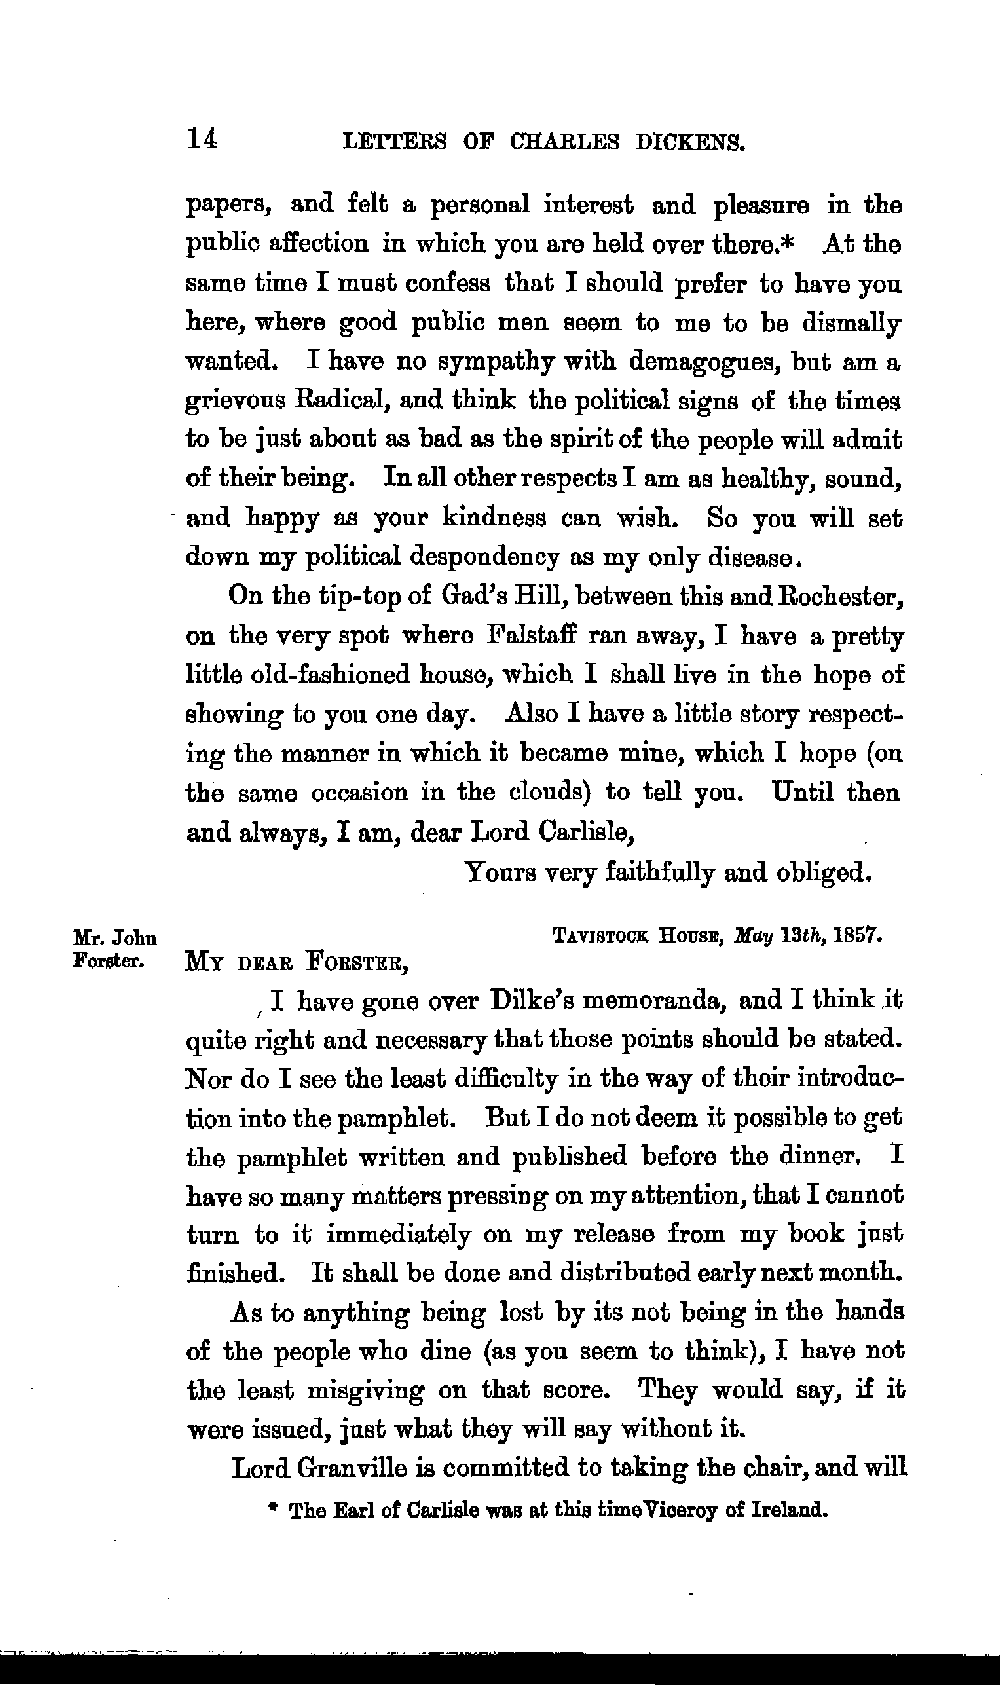 14 LETTERS OF CHARLES DICKENS.
papers, and felt a personal interest and pleasure in the
public affection in which you are held over there.* At the
same time I must confess that I should prefer to have you
here, where good public men seem to me to be dismally
wanted. I have no sympathy with demagogues, but am a
grievous Radical, and think the political signs of the times
to be just about as bad as the spirit of the people will admit
of their being. In all other respects I am as healthy, sound,
and happy as your kindness can wish. So you will set
down my political despondency as my only disease.
On the tip-top of Gad's Hill, between this and Rochester,
on the very spot where Falstaff ran away, I have a pretty
little old-fashioned house, which I shall live in the hope of
showing to you one day. Also I have a little story respect-
ing the manner in which it became mine, which I hope (on
the same occasion in the clouds) to tell you. Until then
and always, I am, dear Lord Carlisle,
Yours very faithfully and obliged.
Mr. John
Forster.
TAVISTOCK HOUSE, May 13th, 1857.
MY DEAR FORSTER,
I have gone over Dilke's memoranda, and I think it
quite right and necessary that those points should be stated.
Nor do I see the least difficulty in the way of their introduc-
tion into the pamphlet. But I do not deem it possible to get
the pamphlet written and published before the dinner. I
have so many matters pressing on my attention, that I cannot
turn to it immediately on my release from my book just
finished. It shall be done and distributed early next month.
As to anything being lost by its not being in the hands
of the people who dine (as you seem to think), I have not
the least misgiving on that score. They would say, if it
were issued, just what they will say without it.
Lord Granville is committed to taking the chair, and will
* The Earl of Carlisle was at this time Viceroy of Ireland.